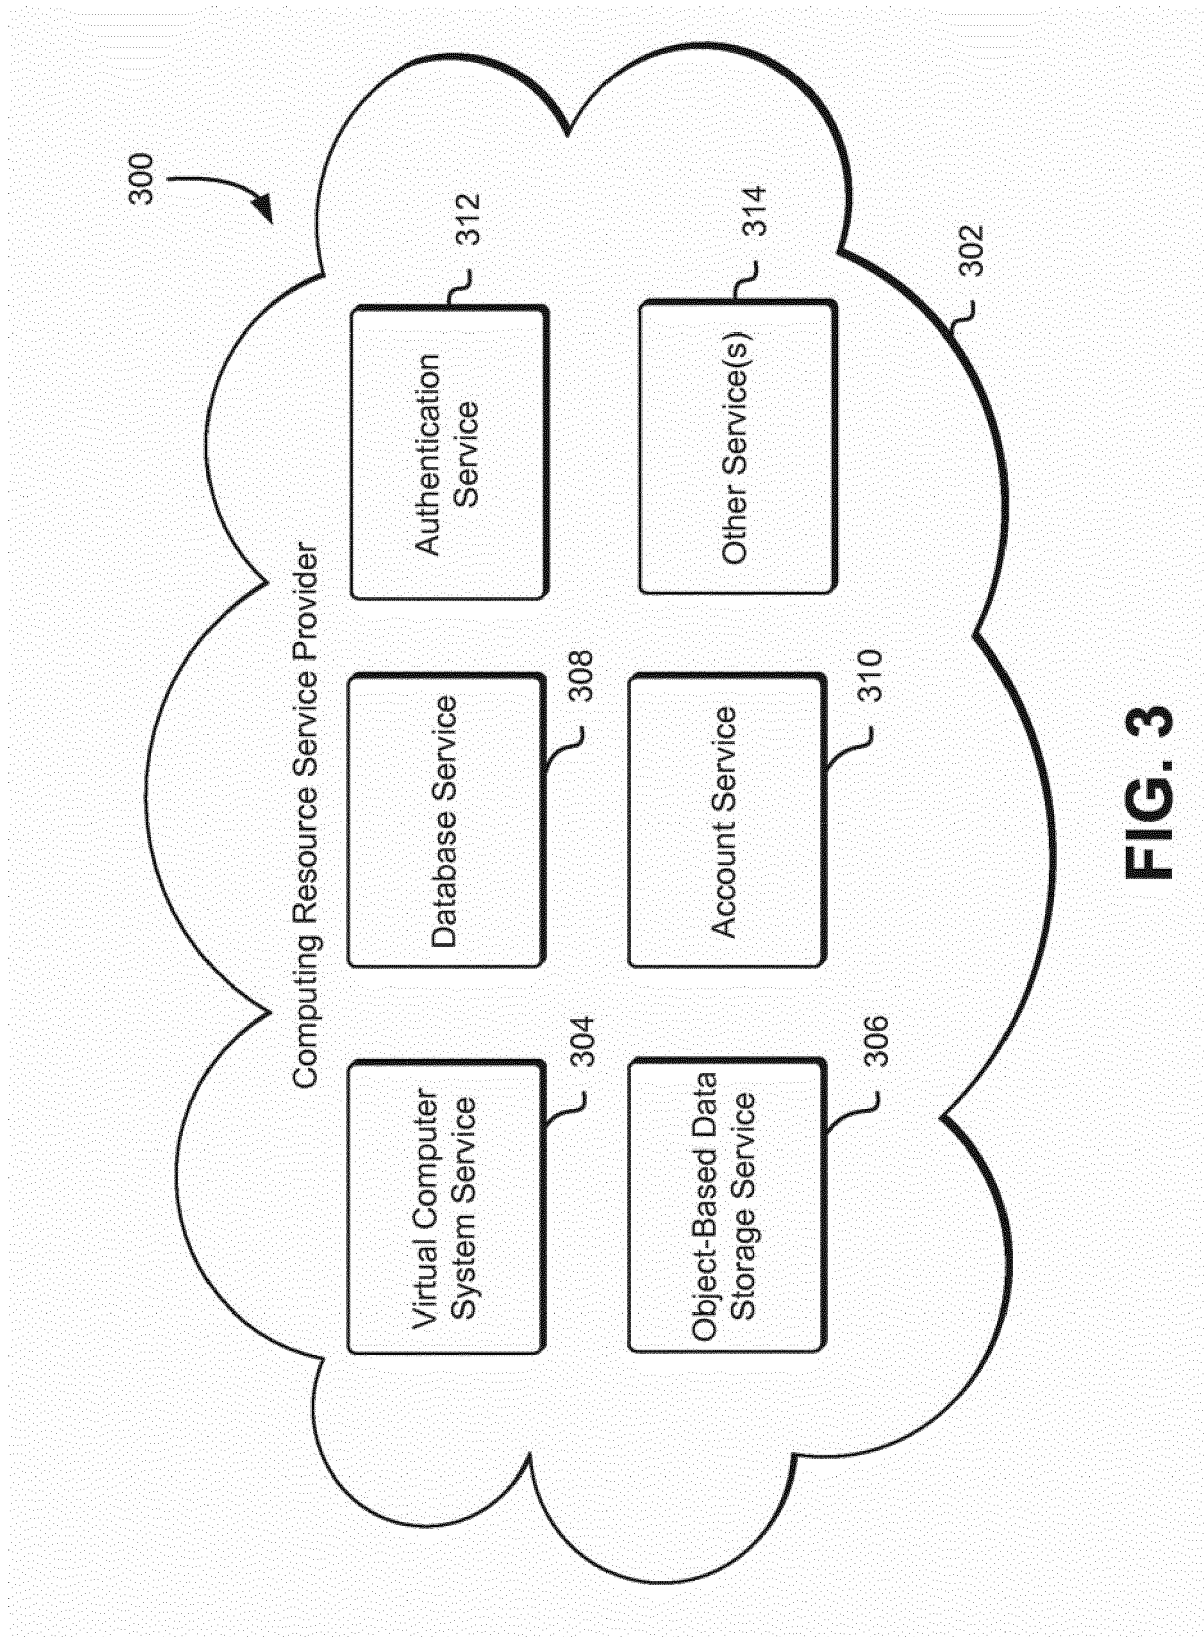 300
Computing Resource Service Provider
Virtual Computer
System Service
304
Database Service
308
Authentication
Service
312
Object-Based Data
Storage Service
306
Account Service
310
Other Service(s)
314
302
FIG. 3